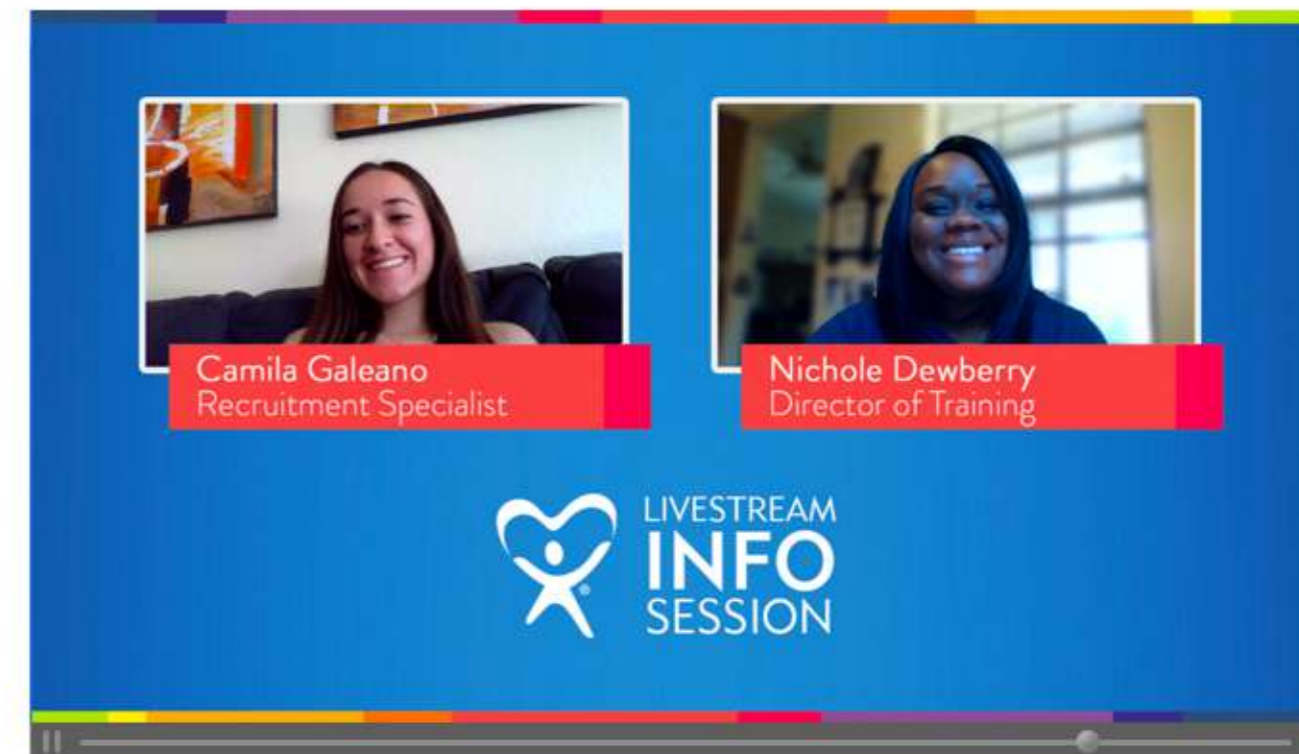 Camila Galeano
Recruitment Specialist
Nichole Dewberry
Director of Training
LIVESTREAM
INFO
SESSION
®